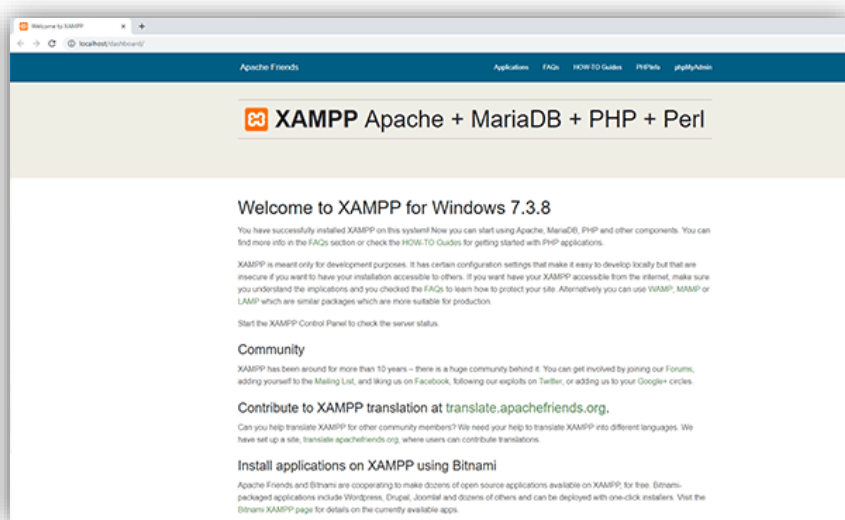 Welcome to XAMPP
localhost/dashboard/
Apache Friends
Applications FAQs HOW-TO Guides PHPInfo phpMyAdmin
XAMPP Apache + MariaDB + PHP + Perl
Welcome to XAMPP for Windows 7.3.8
You have successfully installed XAMPP on this system! Now you can start using Apache, MariaDB, PHP and other components. You can
find more info in the FAQs section or check the HOW-TO Guides for getting started with PHP applications.
XAMPP is meant only for development purposes. It has certain configuration settings that make it easy to develop locally but that are
insecure if you want to have your installation accessible to others. If you want have your XAMPP accessible from the internet, make sure
you understand the implications and you checked the FAQs to learn how to protect your site. Alternatively you can use WAMP, MAMP or
LAMP which are similar packages which are more suitable for production.
Start the XAMPP Control Panel to check the server status.
Community
XAMPP has been around for more than 10 years – there is a huge community behind it. You can get involved by joining our Forums,
adding yourself to the Mailing List, and liking us on Facebook, following our exploits on Twitter, or adding us to your Google+ circles.
Contribute to XAMPP translation at translate.apachefriends.org.
Can you help translate XAMPP for other community members? We need your help to translate XAMPP into different languages. We
have set up a site, translate.apachefriends.org, where users can contribute translations.
Install applications on XAMPP using Bitnami
Apache Friends and Bitnami are cooperating to make dozens of open source applications available on XAMPP, for free. Bitnami-
packaged applications include Wordpress, Drupal, Joomla! and dozens of others and can be deployed with one-click installers. Visit the
Bitnami XAMPP page for details on the currently available apps.